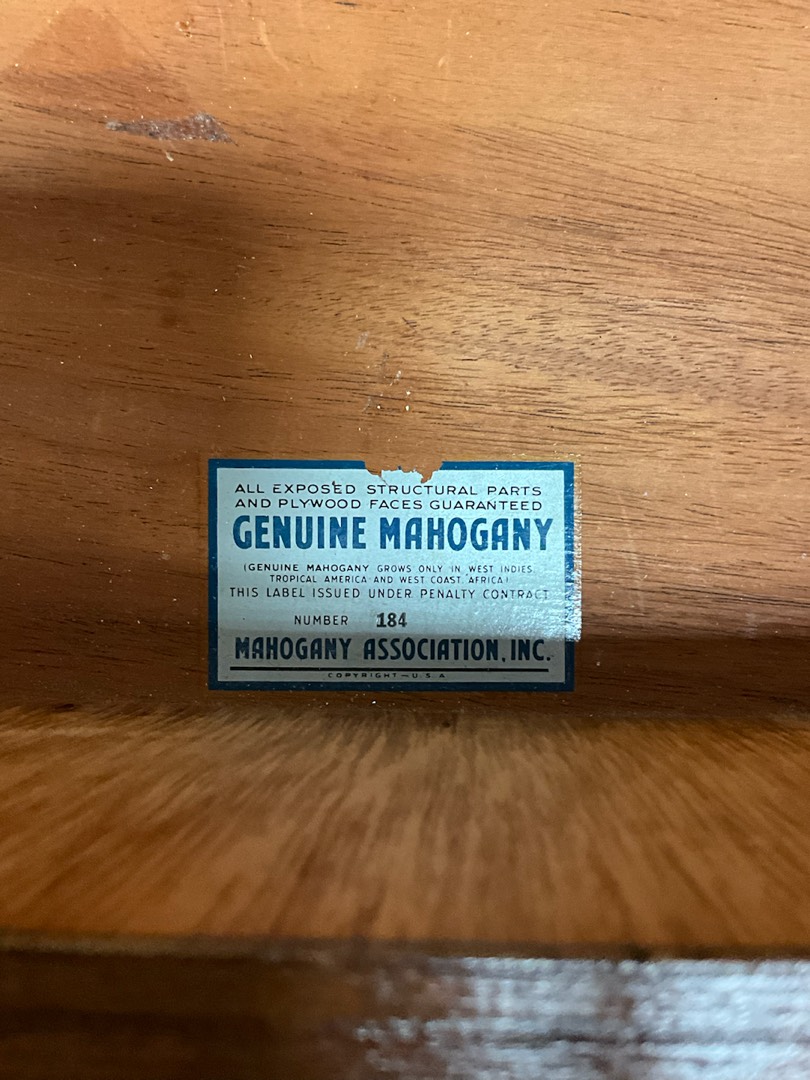 ALL EXPOSED STRUCTURAL PARTS
AND PLYWOOD FACES GUARANTEED
GENUINE MAHOGANY
(GENUINE MAHOGANY GROWS ONLY IN WEST INDIES
TROPICAL AMERICA AND WEST COAST AFRICA)
THIS LABEL ISSUED UNDER PENALTY CONTRACT
NUMBER 184
MAHOGANY ASSOCIATION, INC.
COPYRIGHT—U.S.A